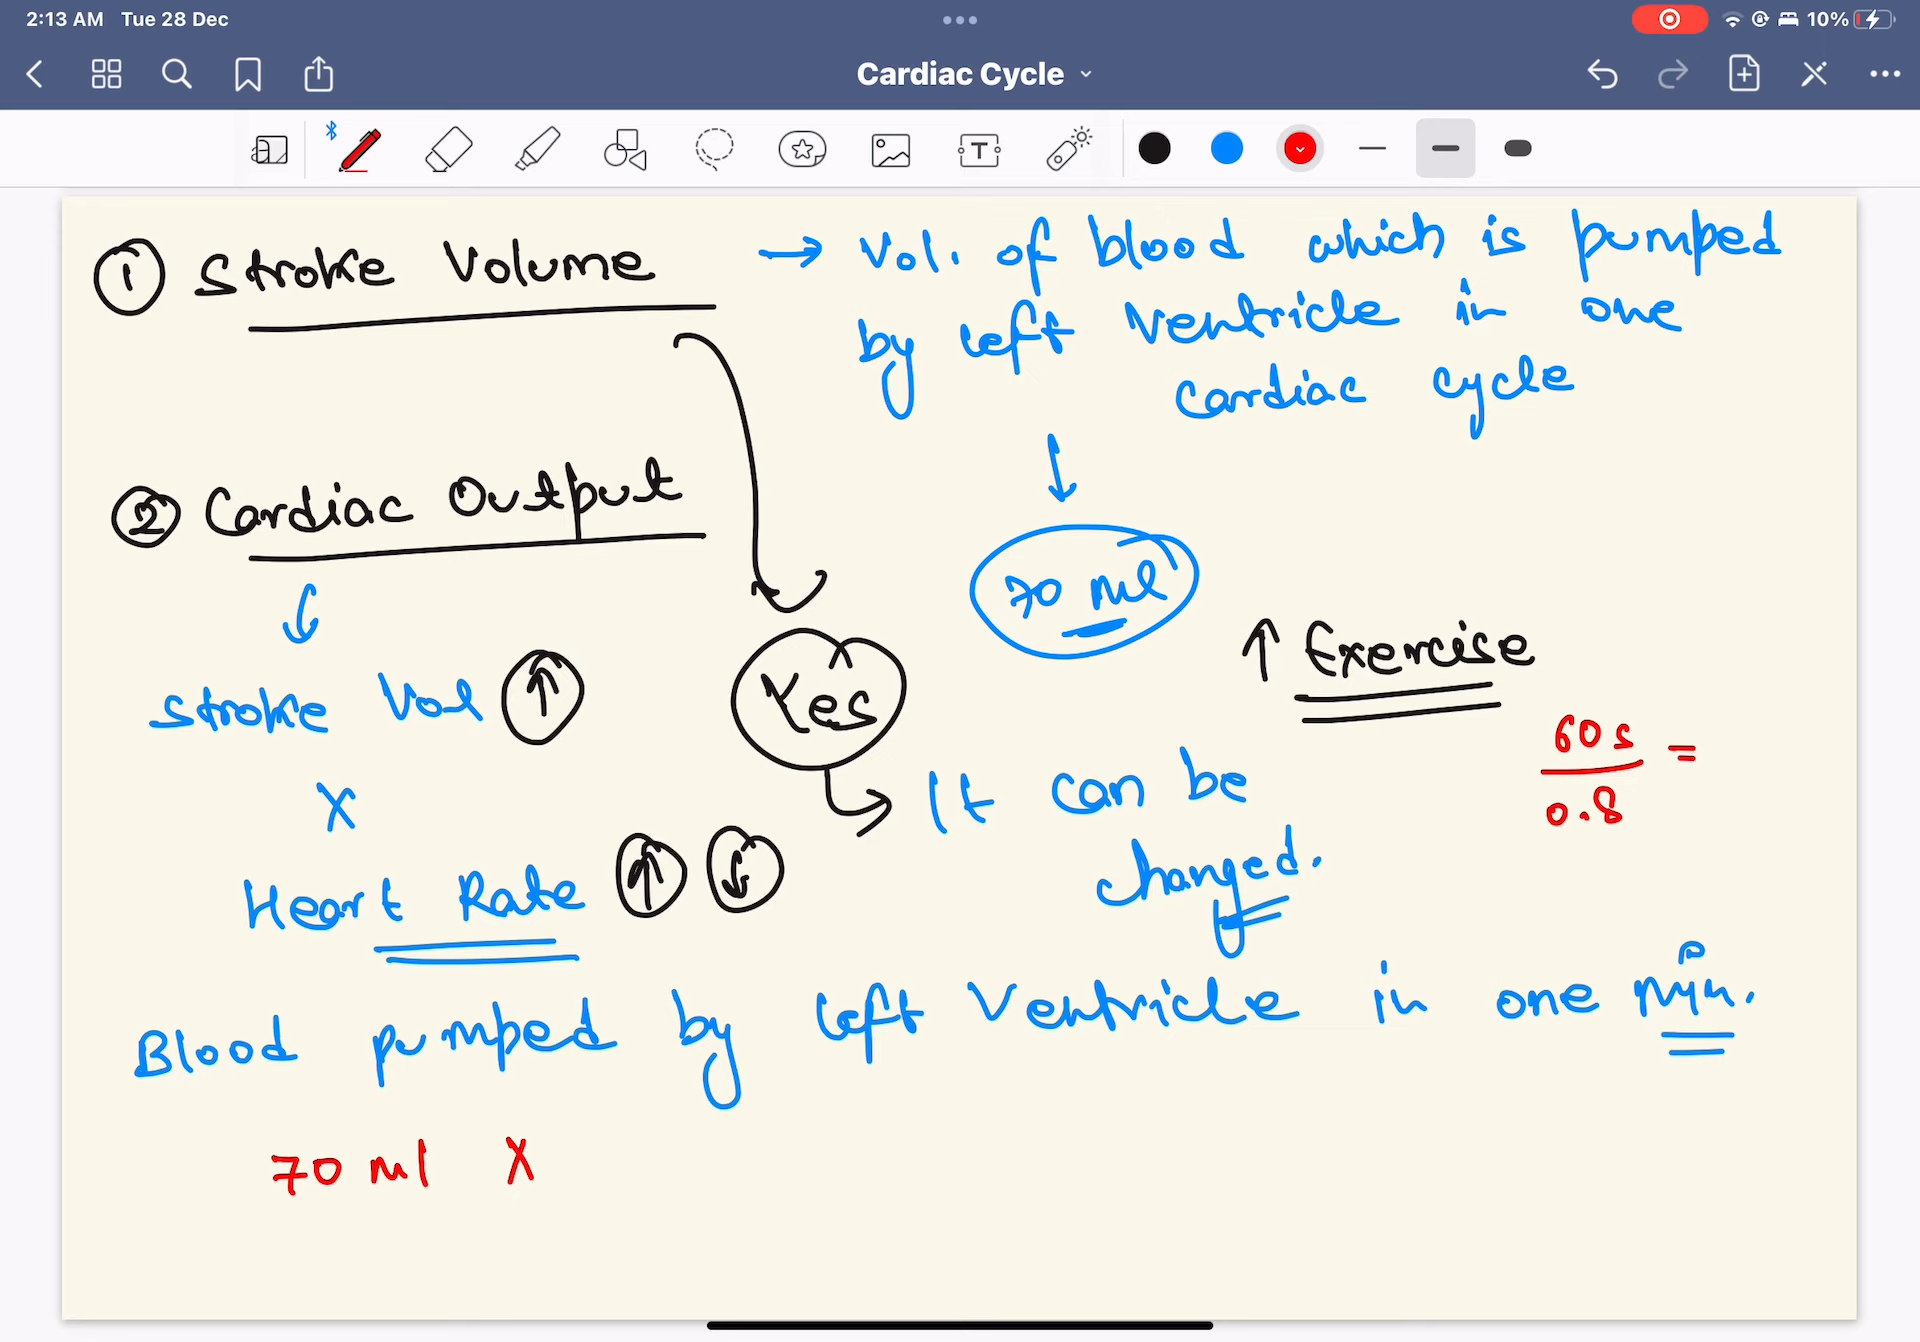 2:13 AM Tue 28 Dec
10%
Cardiac Cycle
① Stroke Volume → Vol. of blood which is pumped
by left ventricle in one
cardiac cycle
↓
70 ml
② Cardiac Output
↓
Stroke Vol ↑
X
Heart Rate ↑ ↓
Yes
→ It can be
changed.
↑ Exercise
60s
0.8
=
Blood pumped by left Ventricle in one min.
70 ml X